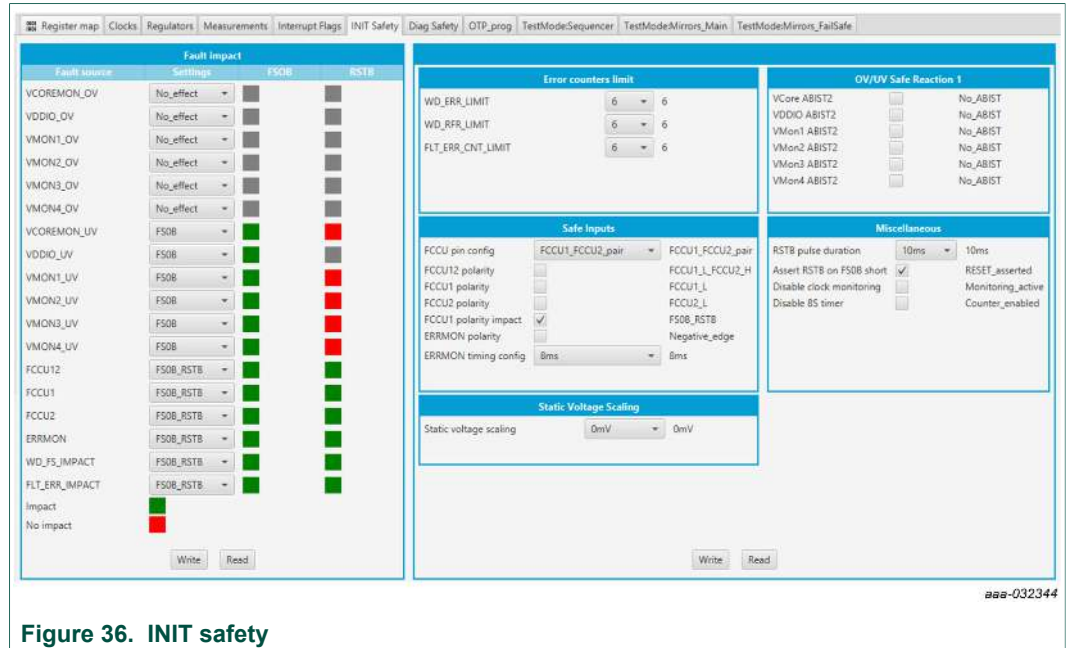 Register map Clocks Regulators Measurements Interrupt Flags INIT Safety Diag Safety OTP_prog TestMode:Sequencer TestMode:Mirrors_Main TestMode:Mirrors_FailSafe
Fault Impact
Fault source Settings FSOB RSTB
VCOREMON_OV No_effect
VDDIO_OV No_effect
VMON1_OV No_effect
VMON2_OV No_effect
VMON3_OV No_effect
VMON4_OV No_effect
VCOREMON_UV FS0B
VDDIO_UV FS0B
VMON1_UV FS0B
VMON2_UV FS0B
VMON3_UV FS0B
VMON4_UV FS0B
FCCU12 FS0B_RSTB
FCCU1 FS0B_RSTB
FCCU2 FS0B_RSTB
ERRMON FS0B_RSTB
WD_FS_IMPACT FS0B_RSTB
FLT_ERR_IMPACT FS0B_RSTB
Impact
No impact
Write Read
Error counters limit
WD_ERR_LIMIT 6 6
WD_RFR_LIMIT 6 6
FLT_ERR_CNT_LIMIT 6 6
OV/UV Safe Reaction 1
VCore ABIST2 No_ABIST
VDDIO ABIST2 No_ABIST
VMon1 ABIST2 No_ABIST
VMon2 ABIST2 No_ABIST
VMon3 ABIST2 No_ABIST
VMon4 ABIST2 No_ABIST
Safe Inputs
FCCU pin config FCCU1_FCCU2_pair FCCU1_FCCU2_pair
FCCU12 polarity FCCU1_L_FCCU2_H
FCCU1 polarity FCCU1_L
FCCU2 polarity FCCU2_L
FCCU1 polarity impact FS0B_RSTB
ERRMON polarity Negative_edge
ERRMON timing config 8ms 8ms
Miscellaneous
RSTB pulse duration 10ms 10ms
Assert RSTB on FS0B short RESET_asserted
Disable clock monitoring Monitoring_active
Disable 8S timer Counter_enabled
Static Voltage Scaling
Static voltage scaling 0mV 0mV
Write Read
aaa-032344
Figure 36. INIT safety